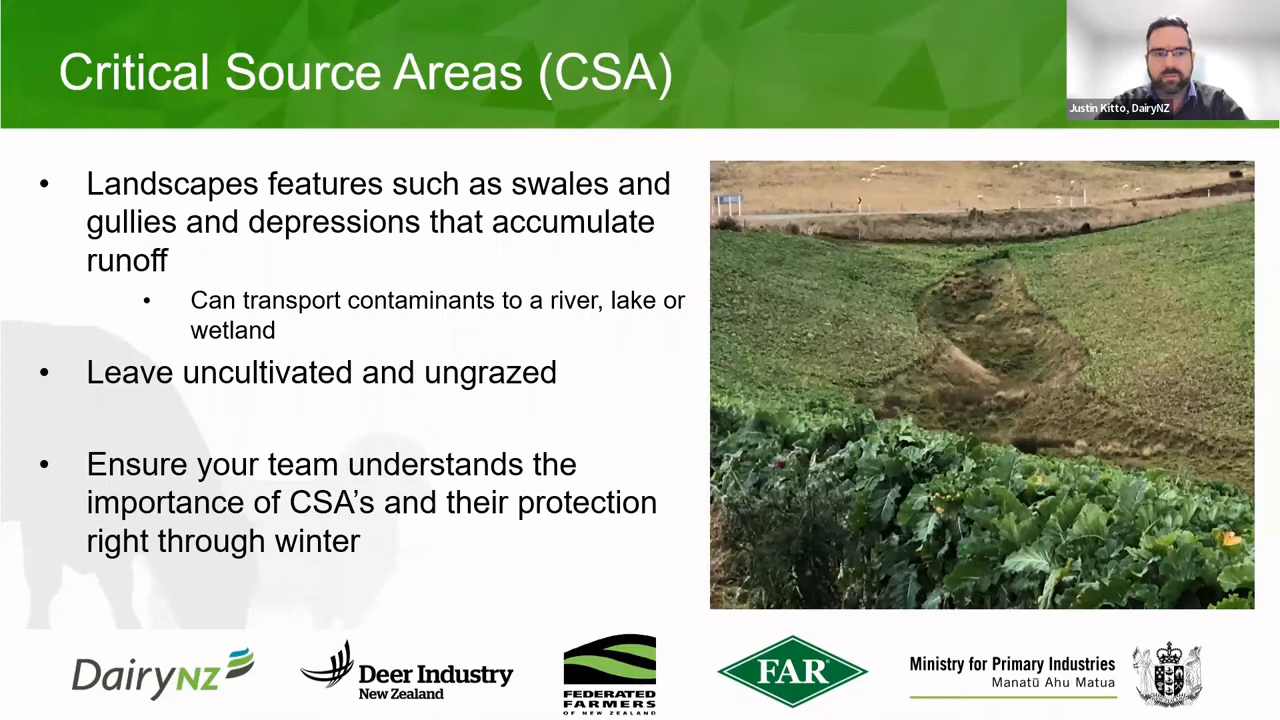 Critical Source Areas (CSA)
Justin Kitto, DairyNZ
• Landscapes features such as swales and
gullies and depressions that accumulate
runoff
• Can transport contaminants to a river, lake or
wetland
• Leave uncultivated and ungrazed
• Ensure your team understands the
importance of CSA's and their protection
right through winter
DairyNZ
Deer Industry
New Zealand
FEDERATED
FARMERS
OF NEW ZEALAND
FAR®
Ministry for Primary Industries
Manatū Ahu Matua